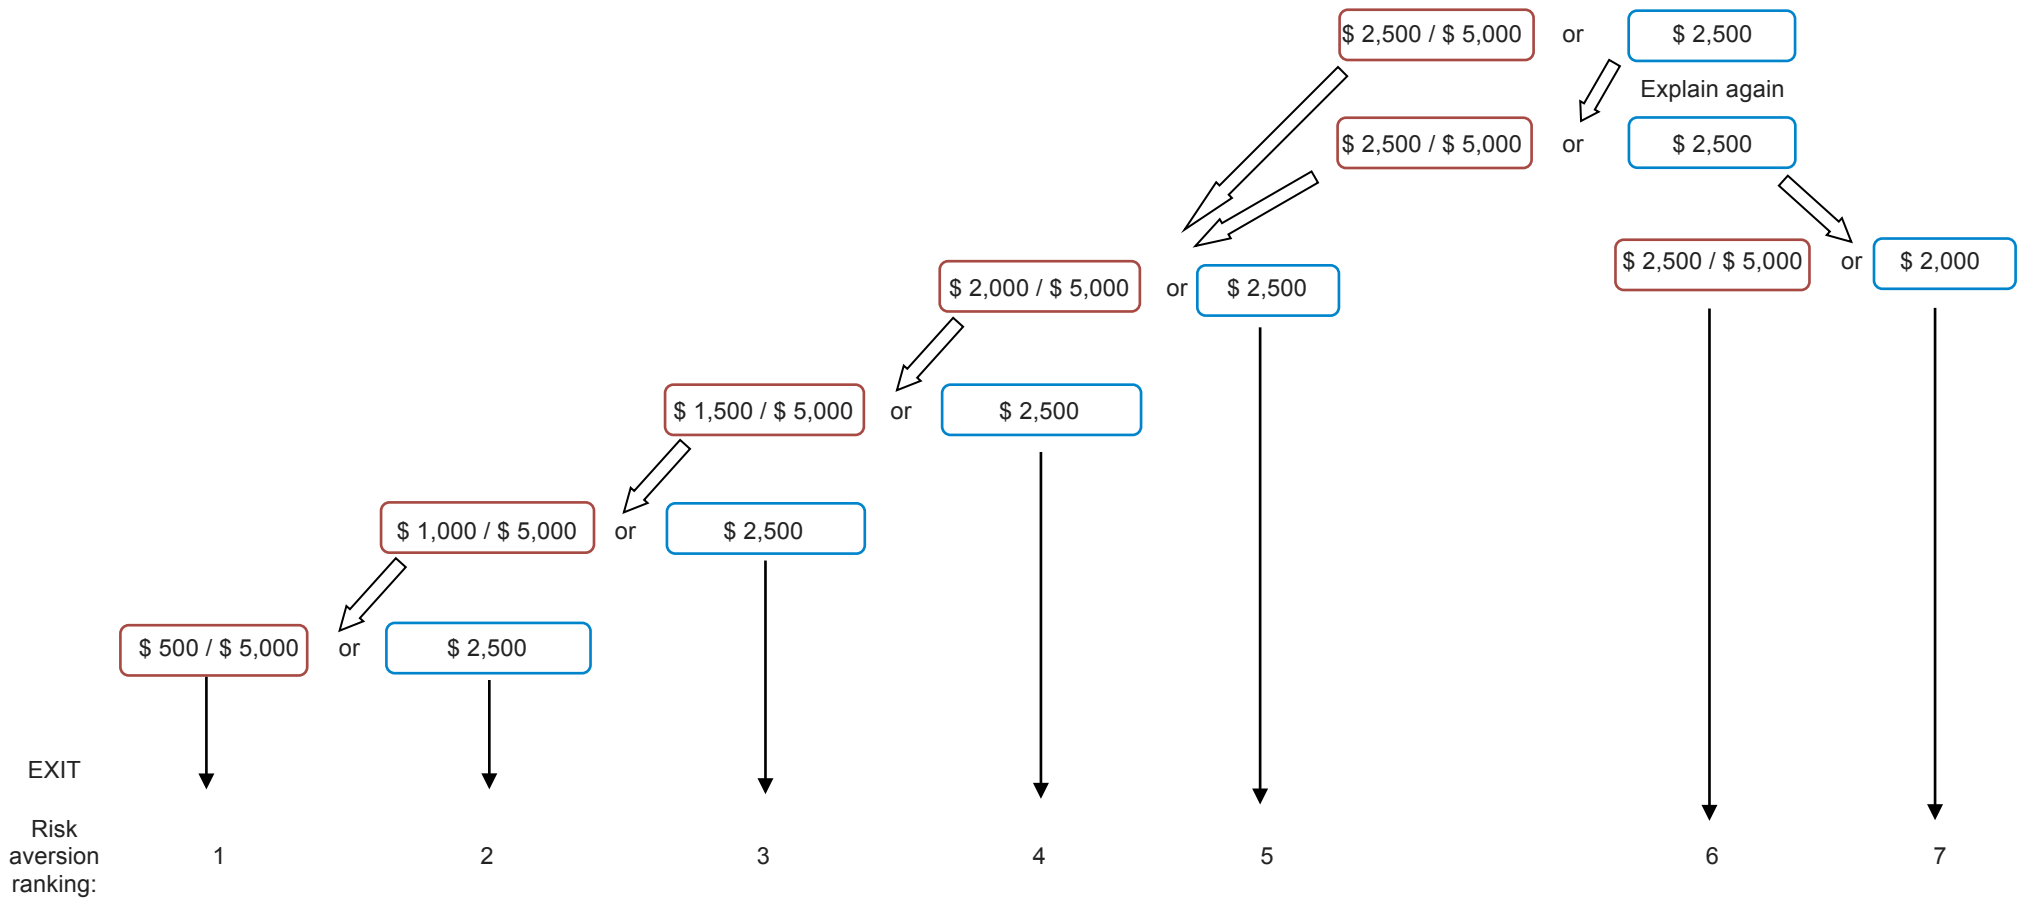 $ 2,500 / $ 5,000 or $ 2,500
Explain again
$ 2,500 / $ 5,000 or $ 2,500
$ 2,500 / $ 5,000 or $ 2,000
$ 2,000 / $ 5,000 or $ 2,500
$ 1,500 / $ 5,000 or $ 2,500
$ 1,000 / $ 5,000 or $ 2,500
$ 500 / $ 5,000 or $ 2,500
EXIT
Risk
aversion 1 2 3 4 5 6 7
ranking: